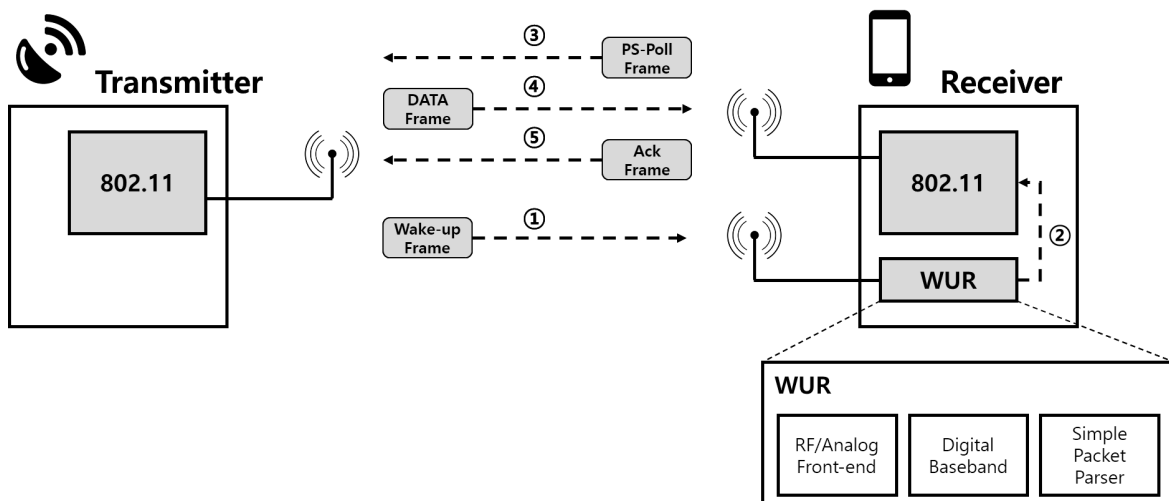 ③
PS-Poll
Frame
Transmitter
Receiver
④
DATA
Frame
⑤
Ack
Frame
802.11
802.11
①
Wake-up
Frame
②
WUR
WUR
RF/Analog
Front-end
Digital
Baseband
Simple
Packet
Parser